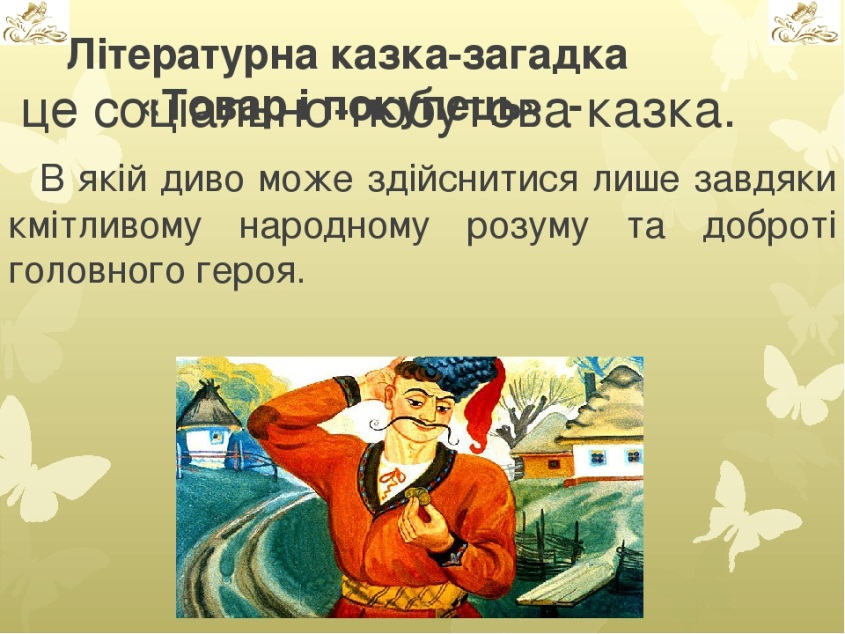 Літературна казка-загадка
«Товар і покупець» -
це соціально-побутова казка.
В якій диво може здійснитися лише завдяки
кмітливому народному розуму та доброті
головного героя.